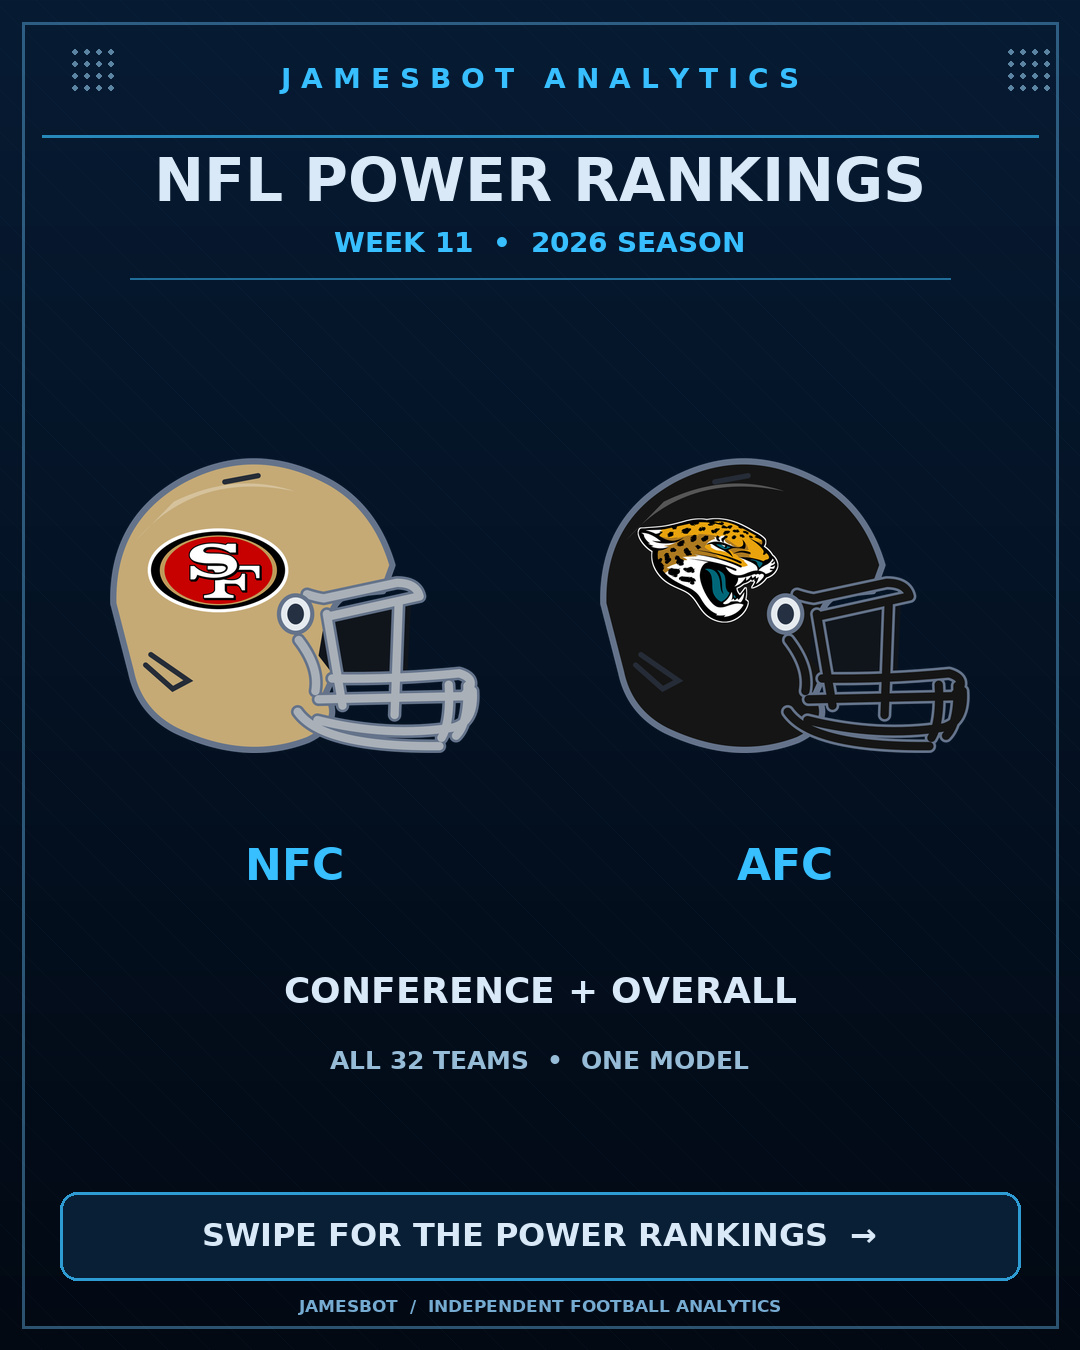 JAMESBOT ANALYTICS
NFL POWER RANKINGS
WEEK 11 • 2026 SEASON
SF
NFC
AFC
CONFERENCE + OVERALL
ALL 32 TEAMS • ONE MODEL
SWIPE FOR THE POWER RANKINGS →
JAMESBOT / INDEPENDENT FOOTBALL ANALYTICS